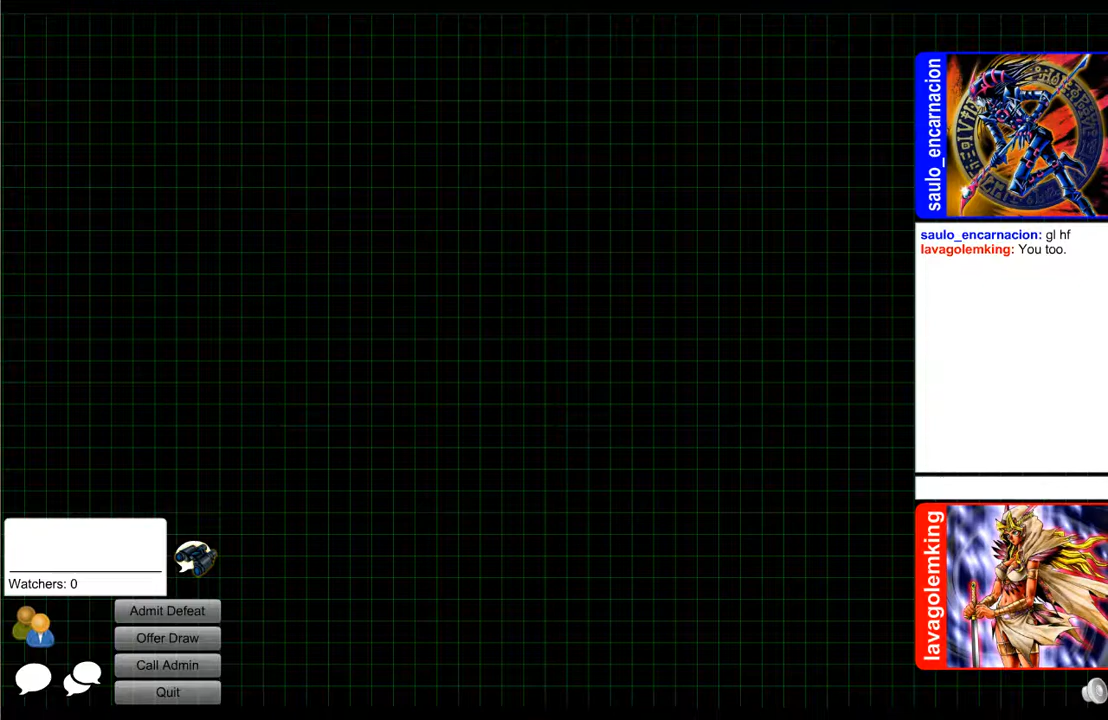 saulo_encarnacion
saulo_encarnacion: gl hf
lavagolemking: You too.
lavagolemking
Watchers: 0
Admit Defeat
Offer Draw
Call Admin
Quit